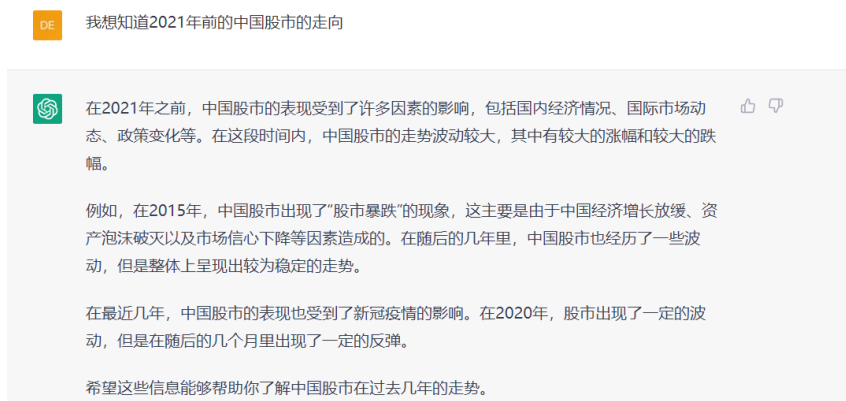 DE
我想知道2021年前的中国股市的走向
在2021年之前，中国股市的表现受到了许多因素的影响，包括国内经济情况、国际市场动
态、政策变化等。在这段时间内，中国股市的走势波动较大，其中有较大的涨幅和较大的跌
幅。
例如，在2015年，中国股市出现了“股市暴跌”的现象，这主要是由于中国经济增长放缓、资
产泡沫破灭以及市场信心下降等因素造成的。在随后的几年里，中国股市也经历了一些波
动，但是整体上呈现出较为稳定的走势。
在最近几年，中国股市的表现也受到了新冠疫情的影响。在2020年，股市出现了一定的波
动，但是在随后的几个月里出现了一定的反弹。
希望这些信息能够帮助你了解中国股市在过去几年的走势。